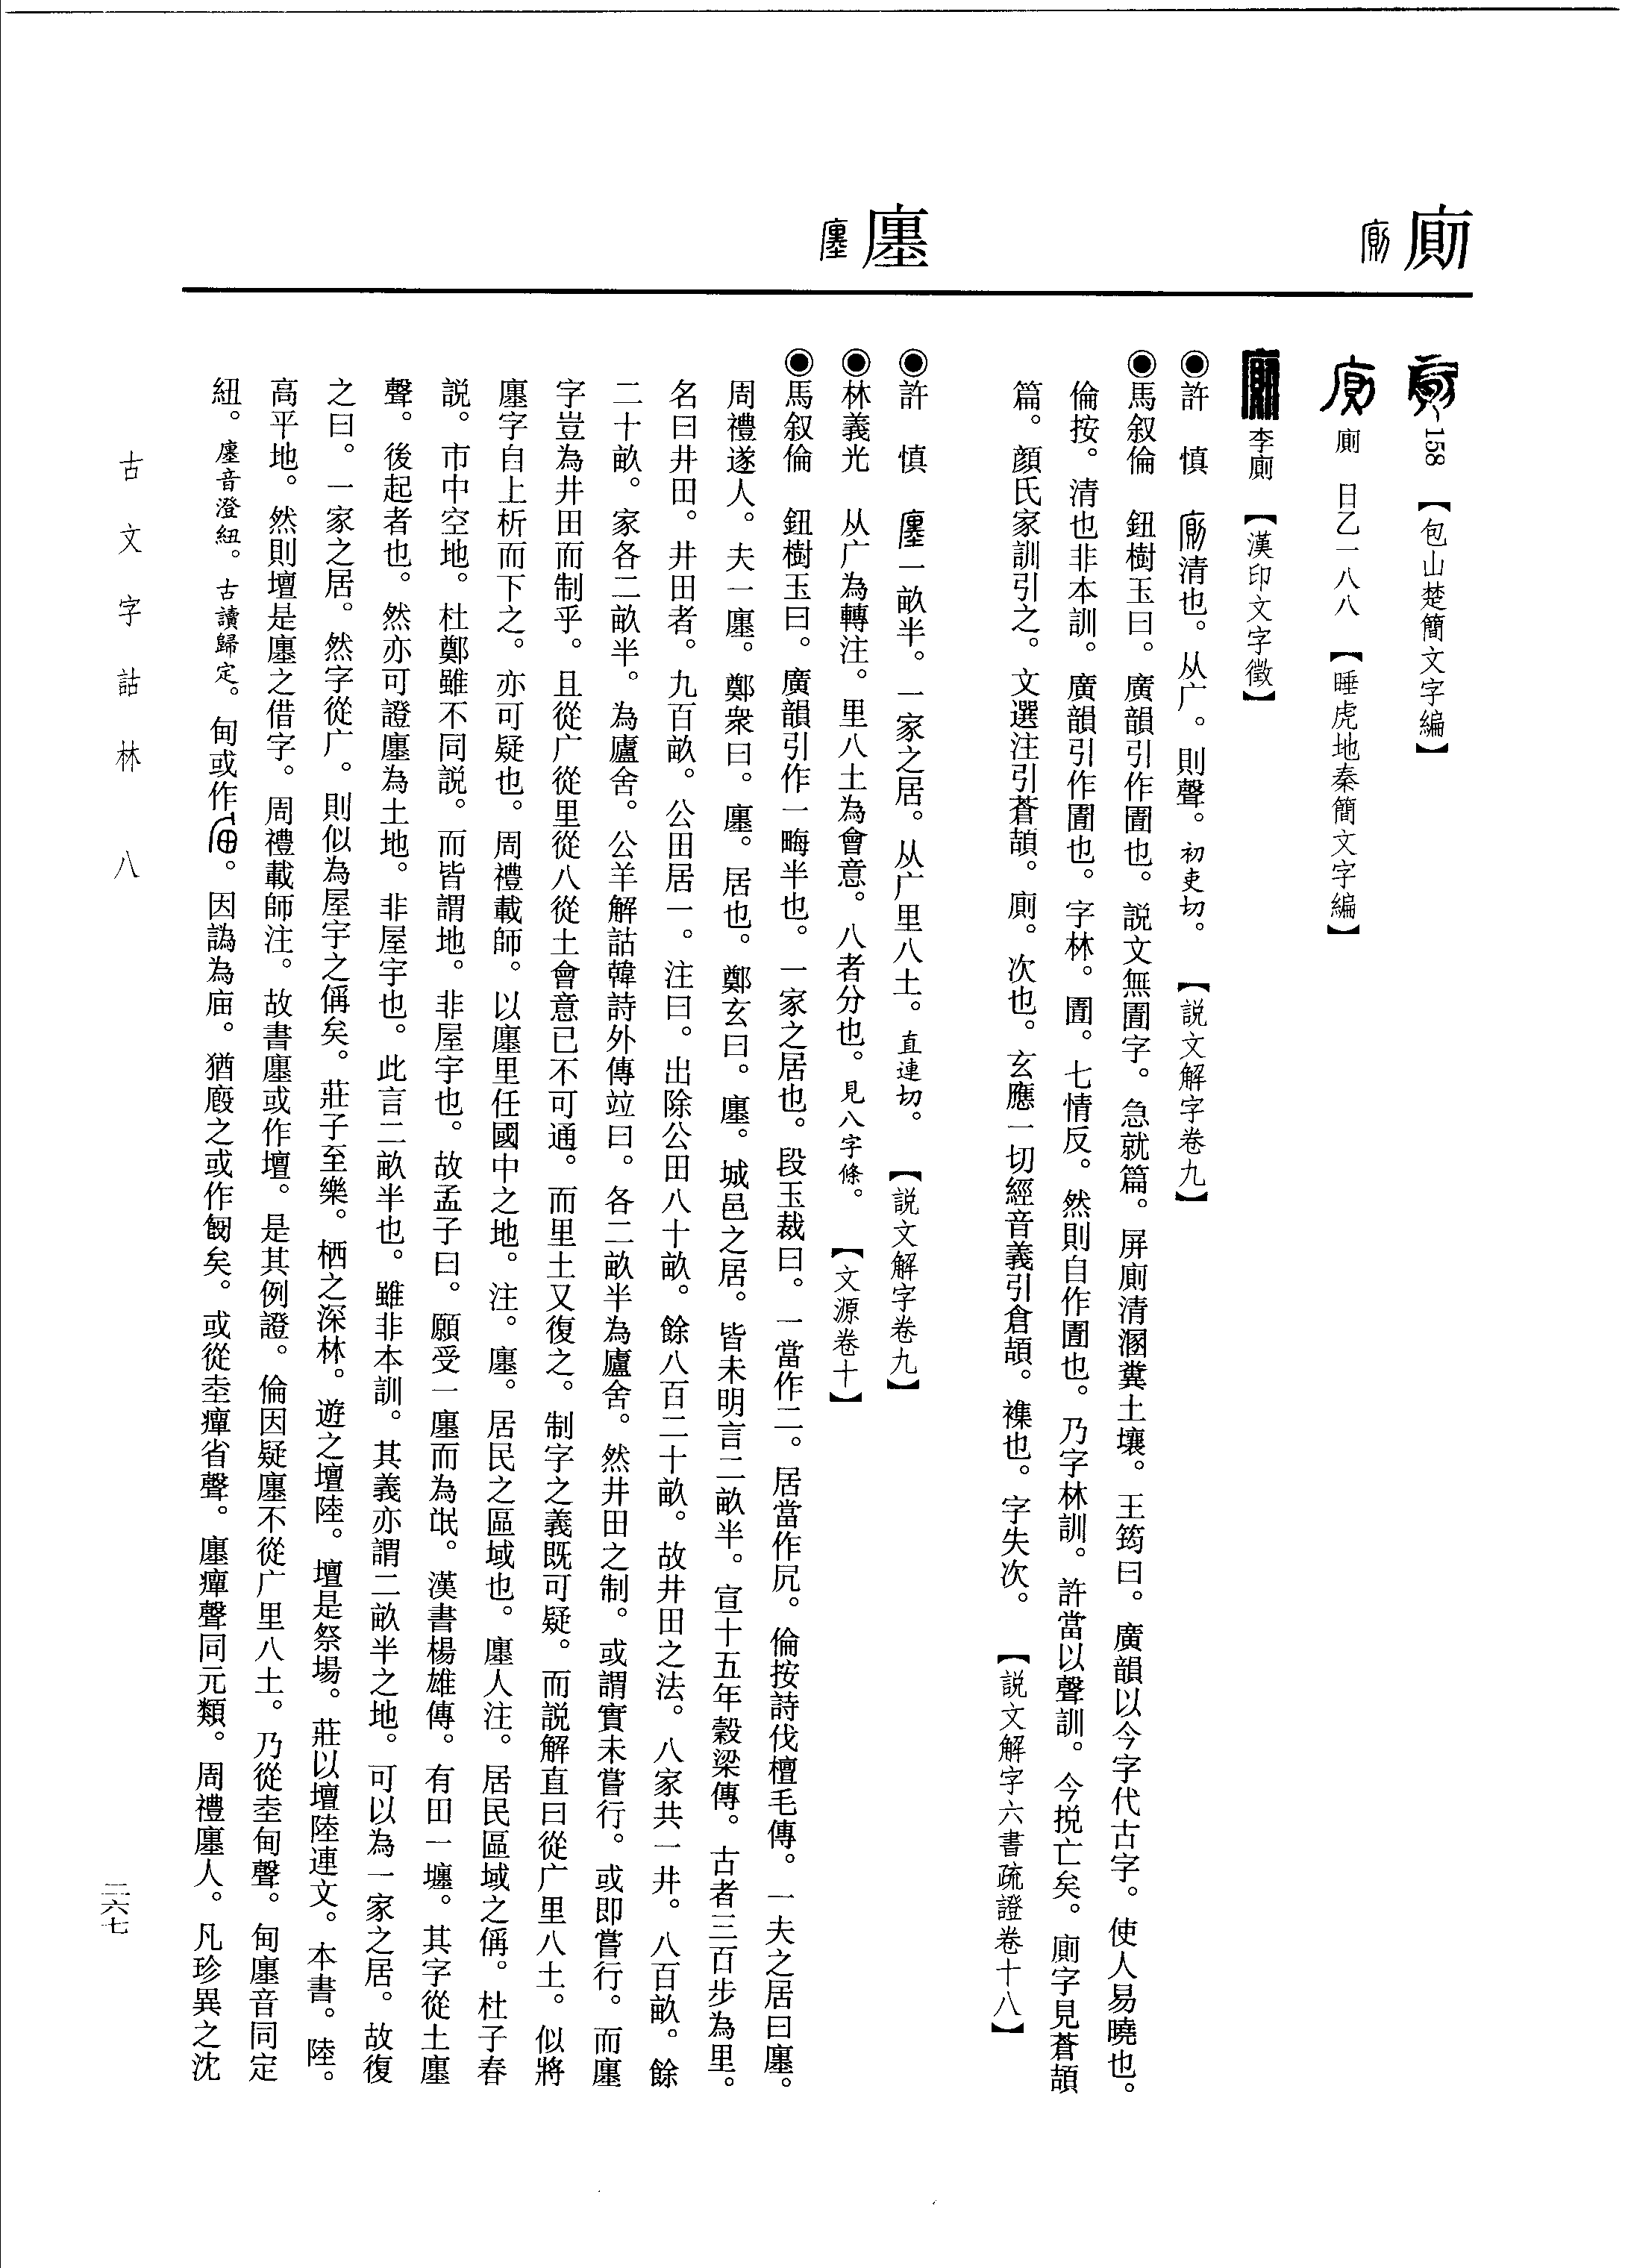 廁
廛
158 【包山楚簡文字編】
廁 日乙一八八 【睡虎地秦簡文字編】
李廁 【漢印文字徵】
◉許 慎 清也。从广。則聲。初吏切。 【説文解字卷九】
◉馬叙倫 鈕樹玉曰。廣韻引作圊也。説文無圊字。急就篇。屏廁清溷糞土壤。王筠曰。廣韻以今字代古字。使人易曉也。
倫按。清也非本訓。廣韻引作圊也。字林。圊。七情反。然則自作圊也。乃字林訓。許當以聲訓。今挩亡矣。廁字見蒼頡
篇。顔氏家訓引之。文選注引蒼頡。廁。次也。玄應一切經音義引倉頡。襍也。字失次。 【説文解字六書疏證卷十八】
◉許 慎 一畝半。一家之居。从广里八土。直連切。 【説文解字卷九】
◉林義光 从广為轉注。里八土為會意。八者分也。見八字條。 【文源卷十】
◉馬叙倫 鈕樹玉曰。廣韻引作一畮半也。一家之居也。段玉裁曰。一當作二。居當作凥。倫按詩伐檀毛傳。一夫之居曰廛。
周禮遂人。夫一廛。鄭衆曰。廛。居也。鄭玄曰。廛。城邑之居。皆未明言二畝半。宣十五年穀梁傳。古者三百步為里。
名曰井田。井田者。九百畝。公田居一。注曰。出除公田八十畝。餘八百二十畝。故井田之法。八家共一井。八百畝。餘
二十畝。家各二畝半。為廬舍。公羊解詁韓詩外傳竝曰。各二畝半為廬舍。然井田之制。或謂實未嘗行。或即嘗行。而廛
字豈為井田而制乎。且從广從里從八從土會意已不可通。而里土又復之。制字之義既可疑。而説解直曰從广里八土。似將
廛字自上析而下之。亦可疑也。周禮載師。以廛里任國中之地。注。廛。居民之區域也。廛人注。居民區域之偁。杜子春
説。市中空地。杜鄭雖不同説。而皆謂地。非屋宇也。故孟子曰。願受一廛而為氓。漢書楊雄傳。有田一㙻。其字從土廛
聲。後起者也。然亦可證廛為土地。非屋宇也。此言二畝半也。雖非本訓。其義亦謂二畝半之地。可以為一家之居。故復
之曰。一家之居。然字從广。則似為屋宇之偁矣。莊子至樂。栖之深林。遊之壇陸。壇是祭場。莊以壇陸連文。本書。陸。
高平地。然則壇是廛之借字。周禮載師注。故書廛或作壇。是其例證。倫因疑廛不從广里八土。乃從坴甸聲。甸廛音同定
紐。廛音澄紐。古讀歸定。甸或作。因譌為庙。猶廏之或作匓矣。或從坴癉省聲。廛癉聲同元類。周禮廛人。凡珍異之沈
古文字詁林 八
二六七